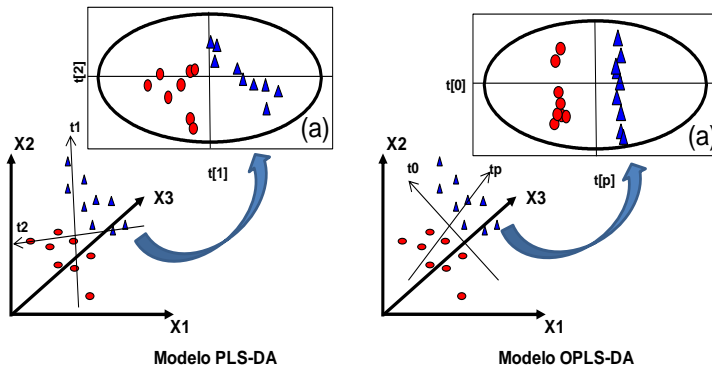 t[2]
(a)
t[1]
X2
t1
X3
t2
X1
Modelo PLS-DA
t[0]
(a)
t[p]
X2
t0
tp
X3
X1
Modelo OPLS-DA